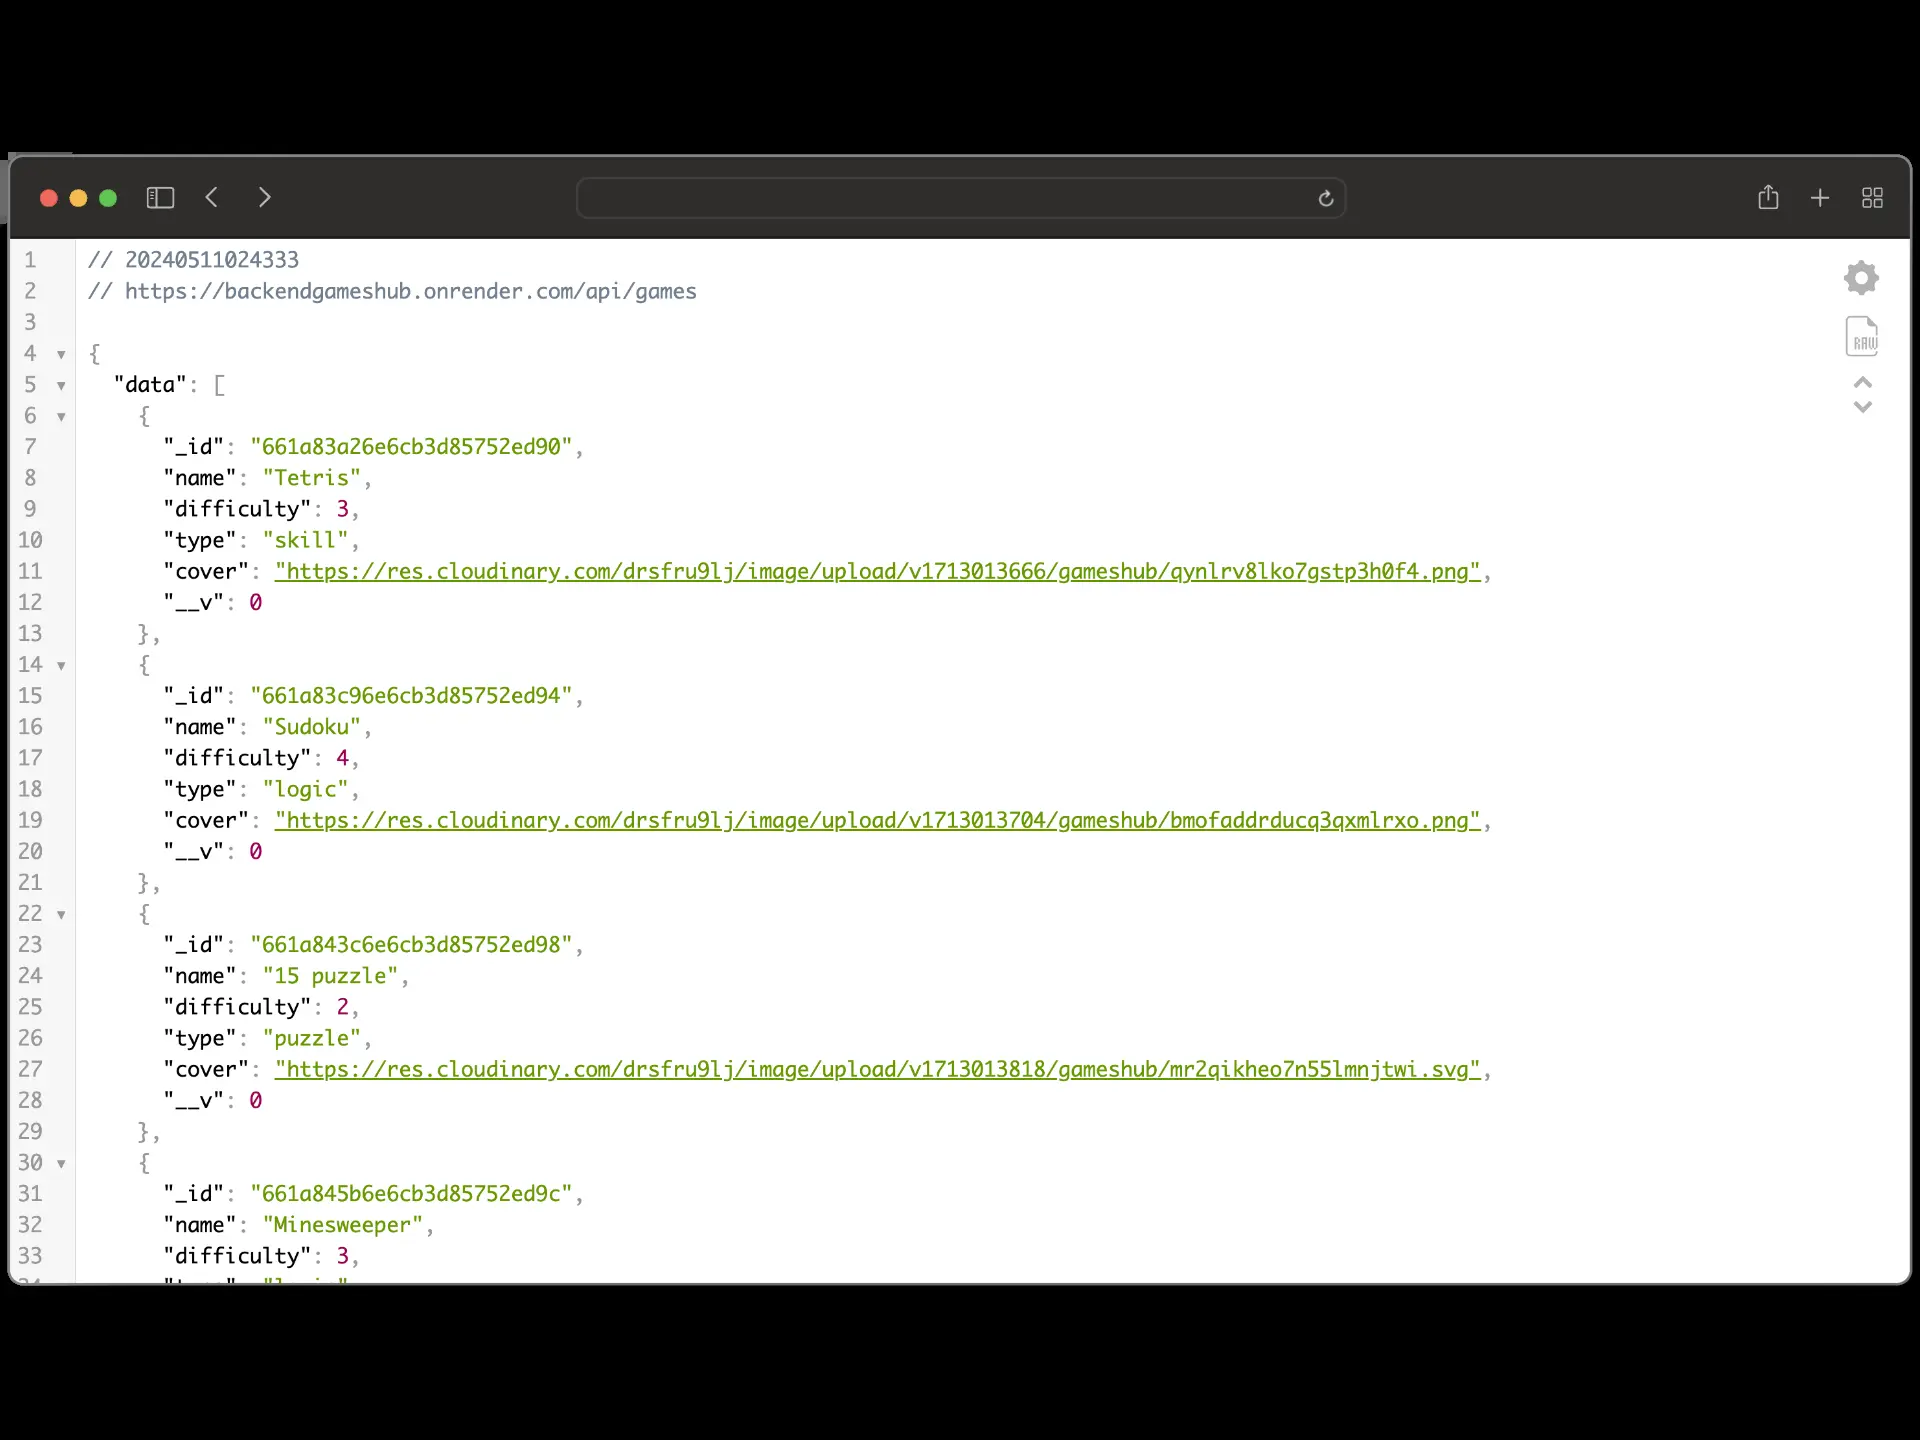 1 // 20240511024333
2 // https://backendgameshub.onrender.com/api/games
3
4 {
5 "data": [
6 {
7 "_id": "661a83a26e6cb3d85752ed90",
8 "name": "Tetris",
9 "difficulty": 3,
10 "type": "skill",
11 "cover": "https://res.cloudinary.com/drsfru9lj/image/upload/v1713013666/gameshub/qynlrv8lko7gstp3h0f4.png",
12 "__v": 0
13 },
14 {
15 "_id": "661a83c96e6cb3d85752ed94",
16 "name": "Sudoku",
17 "difficulty": 4,
18 "type": "logic",
19 "cover": "https://res.cloudinary.com/drsfru9lj/image/upload/v1713013704/gameshub/bmofaddrducq3qxmlrxo.png",
20 "__v": 0
21 },
22 {
23 "_id": "661a843c6e6cb3d85752ed98",
24 "name": "15 puzzle",
25 "difficulty": 2,
26 "type": "puzzle",
27 "cover": "https://res.cloudinary.com/drsfru9lj/image/upload/v1713013818/gameshub/mr2qikheo7n55lmnjtwi.svg",
28 "__v": 0
29 },
30 {
31 "_id": "661a845b6e6cb3d85752ed9c",
32 "name": "Minesweeper",
33 "difficulty": 3,
RAW